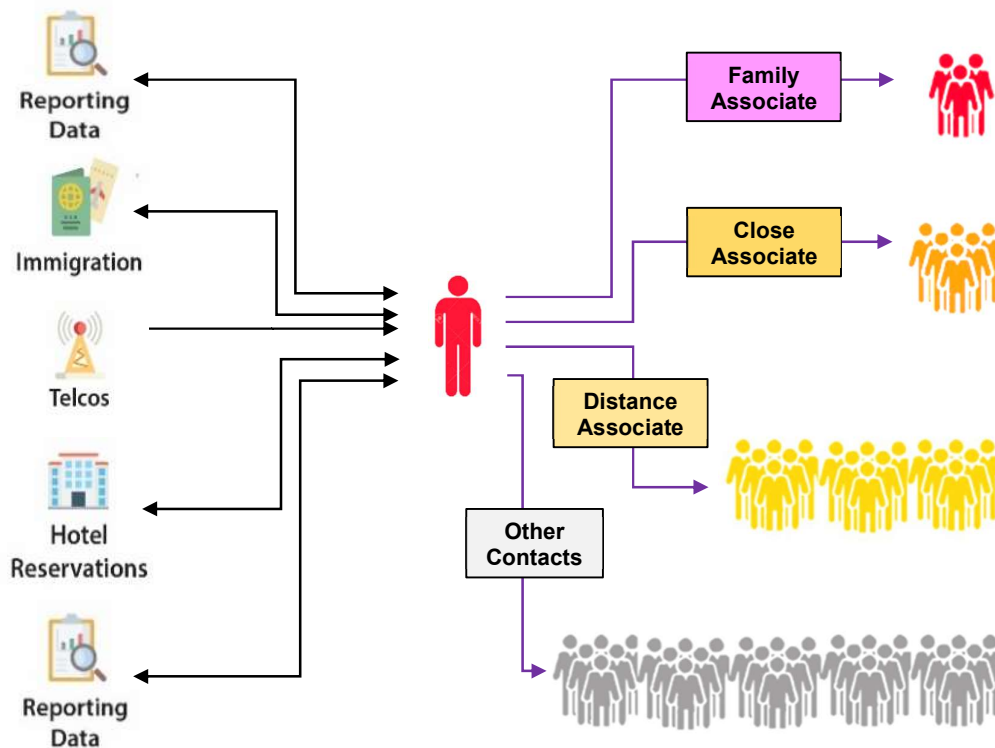 Reporting
Data
Immigration
Telcos
Hotel
Reservations
Reporting
Data
Family
Associate
Close
Associate
Distance
Associate
Other
Contacts